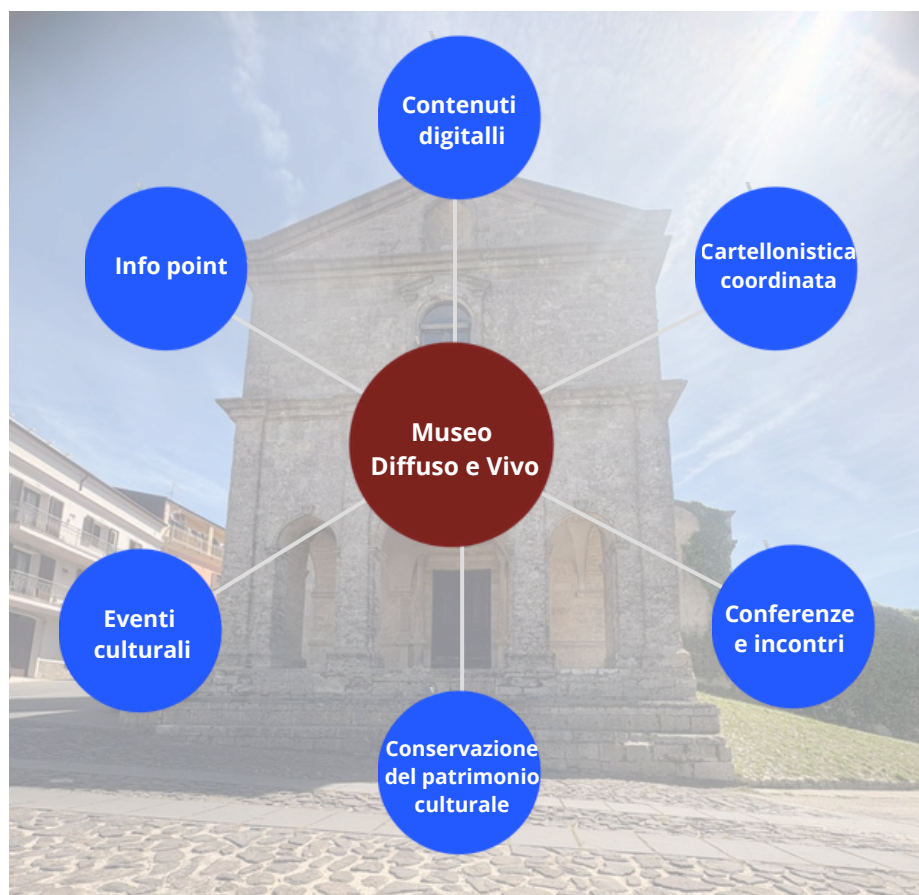 Contenuti
digitalli
Info point
Cartellonistica
coordinata
Museo
Diffuso e Vivo
Eventi
culturali
Conferenze
e incontri
Conservazione
del patrimonio
culturale